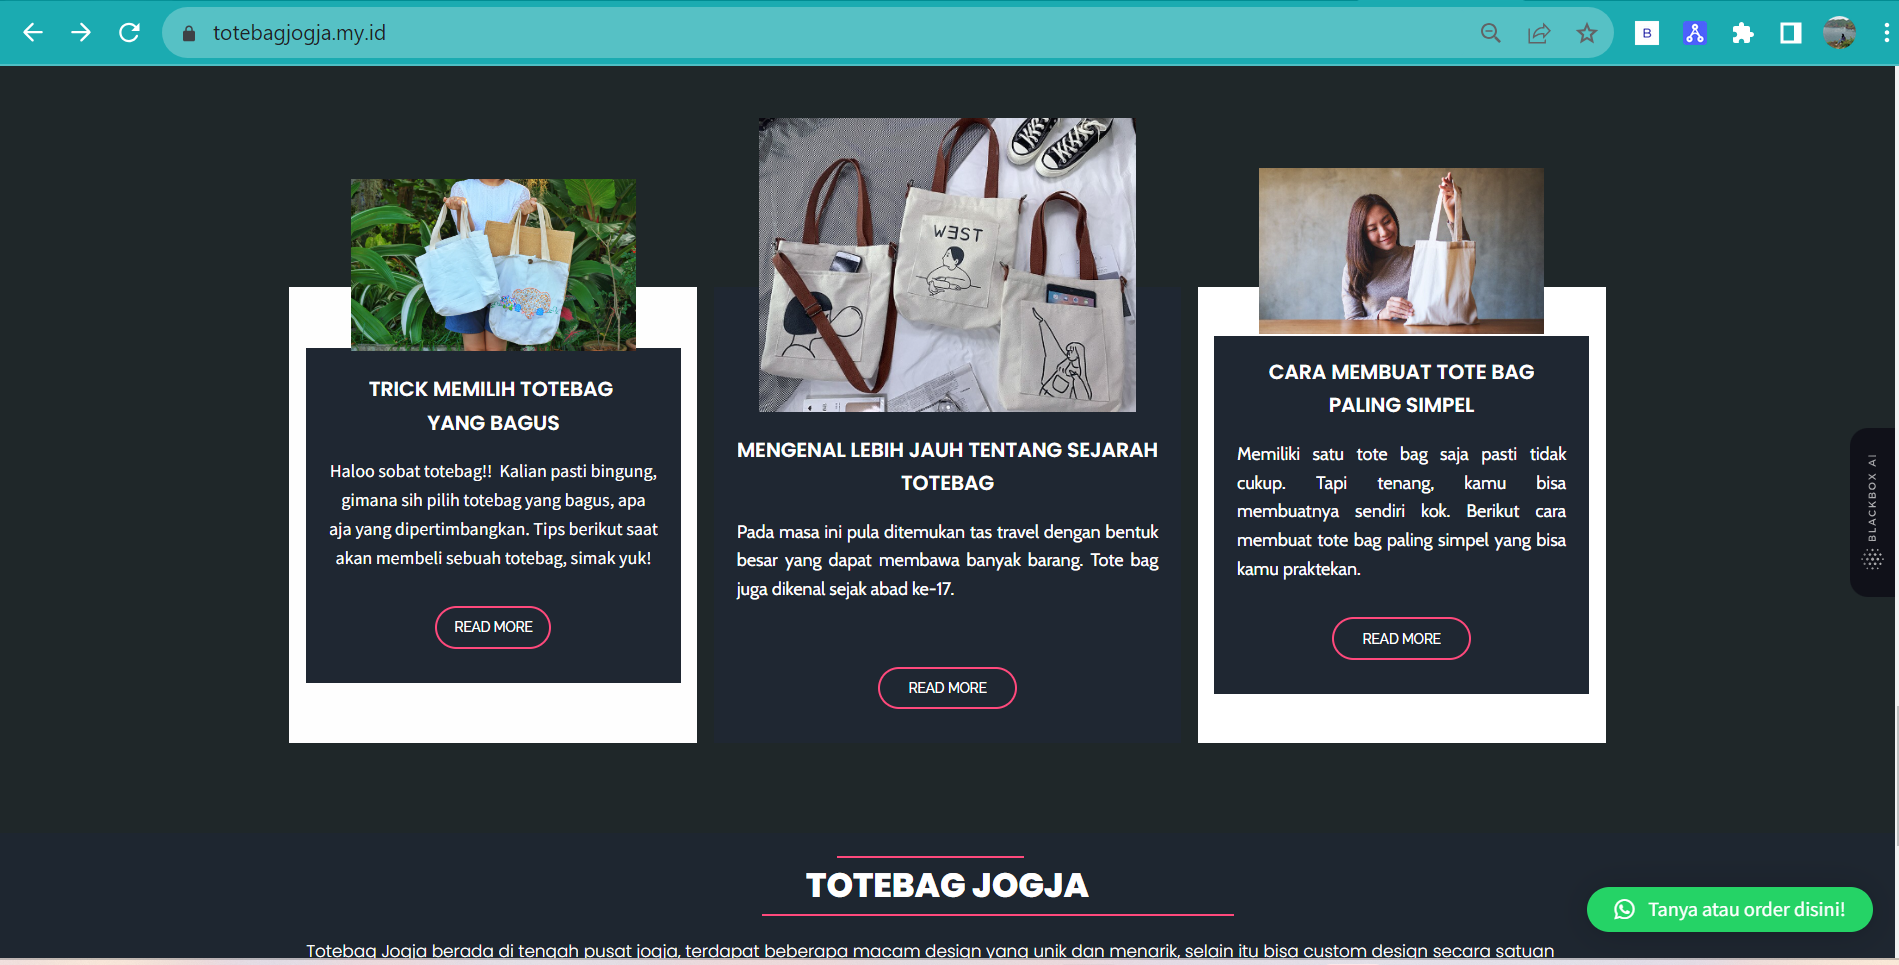 totebagjogja.my.id
B
WEST
TRICK MEMILIH TOTEBAG
YANG BAGUS
Haloo sobat totebag!! Kalian pasti bingung,
gimana sih pilih totebag yang bagus, apa
aja yang dipertimbangkan. Tips berikut saat
akan membeli sebuah totebag, simak yuk!
READ MORE
MENGENAL LEBIH JAUH TENTANG SEJARAH
TOTEBAG
Pada masa ini pula ditemukan tas travel dengan bentuk
besar yang dapat membawa banyak barang. Tote bag
juga dikenal sejak abad ke-17.
READ MORE
CARA MEMBUAT TOTE BAG
PALING SIMPEL
Memiliki satu tote bag saja pasti tidak
cukup. Tapi tenang, kamu bisa
membuatnya sendiri kok. Berikut cara
membuat tote bag paling simpel yang bisa
kamu praktekan.
READ MORE
BLACKBOX AI
TOTEBAG JOGJA
Tanya atau order disini!
Totebag Jogja berada di tengah pusat jogja, terdapat beberapa macam design yang unik dan menarik, selain itu bisa custom design secara satuan